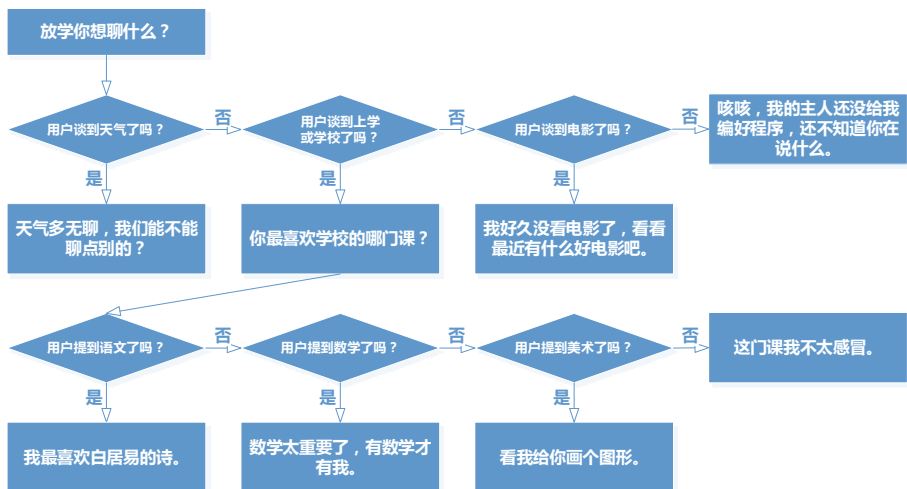 放学你想聊什么？
用户谈到天气了吗？
否
用户谈到上学
或学校了吗？
否
用户谈到电影了吗？
否
咳咳，我的主人还没给我
编好程序，还不知道你在
说什么。
是
是
是
天气多无聊，我们能不能
聊点别的？
你最喜欢学校的哪门课？
我好久没看电影了，看看
最近有什么好电影吧。
用户提到语文了吗？
否
用户提到数学了吗？
否
用户提到美术了吗？
否
这门课我不太感冒。
是
是
是
我最喜欢白居易的诗。
数学太重要了，有数学才
有我。
看我给你画个图形。